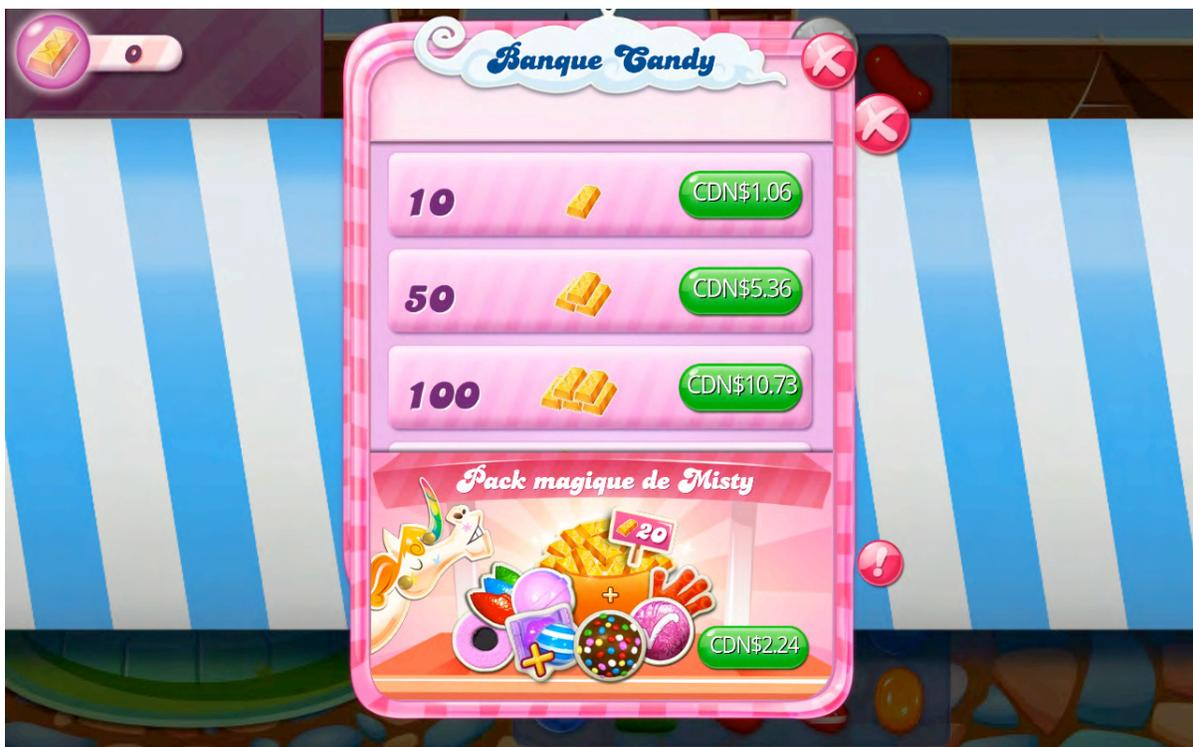 0
Banque Candy
10 CDN$1.06
50 CDN$5.36
100 CDN$10.73
Pack magique de Misty
20
+
CDN$2.24
!